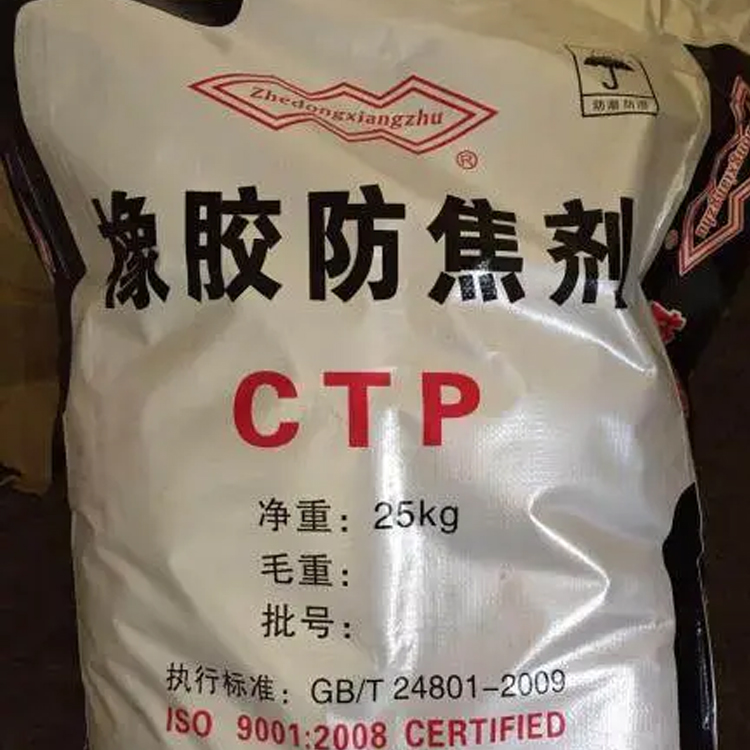 Zhedongxiangzhu
®
防潮 防雨
橡胶防焦剂
CTP
净重：25kg
毛重：
批号：
执行标准：GB/T 24801-2009
ISO 9001:2008 CERTIFIED